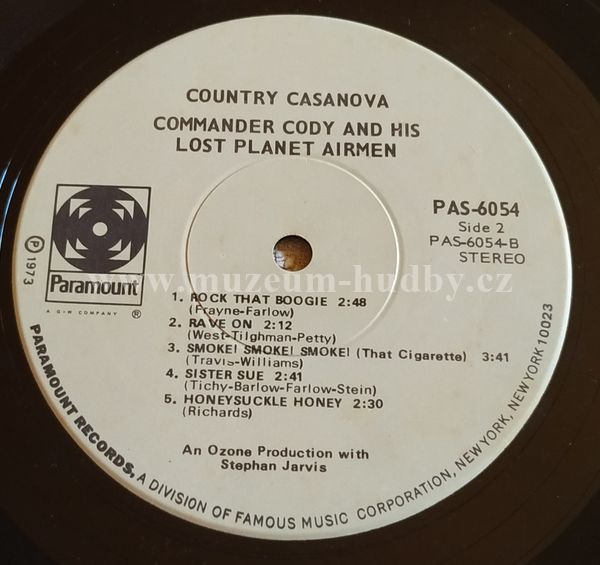 COUNTRY CASANOVA
COMMANDER CODY AND HIS
LOST PLANET AIRMEN
PAS-6054
Side 2
PAS-6054-B
STEREO
Ⓟ 1973
Paramount
A G+W COMPANY ®
www.muzeum-hudby.cz
1. ROCK THAT BOOGIE 2:48
(Frayne-Farlow)
2. RAVE ON 2:12
(West-Tilghman-Petty)
3. SMOKE! SMOKE! SMOKE! (That Cigarette) 3:41
(Travis-Williams)
4. SISTER SUE 2:41
(Tichy-Barlow-Farlow-Stein)
5. HONEYSUCKLE HONEY 2:30
(Richards)
An Ozone Production with
Stephan Jarvis
PARAMOUNT RECORDS, A DIVISION OF FAMOUS MUSIC CORPORATION, NEW YORK, NEW YORK 10023